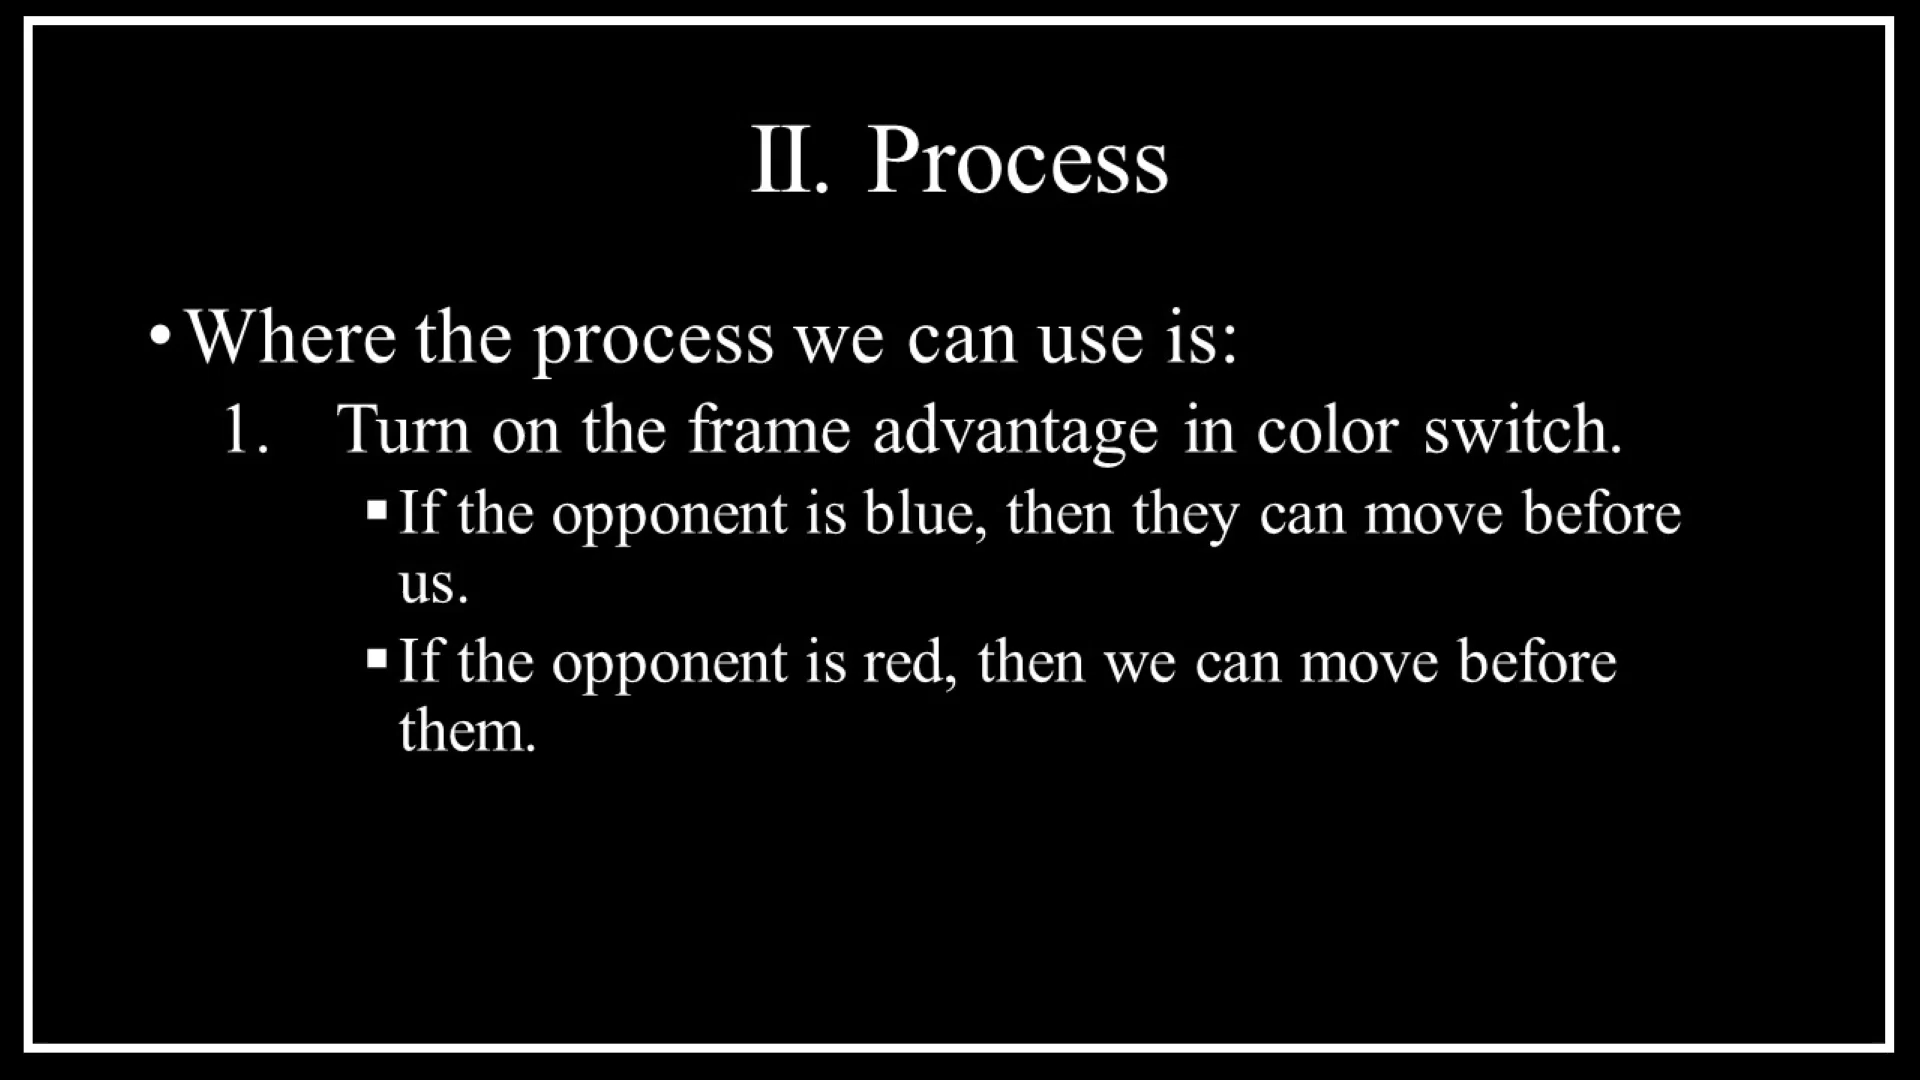 II. Process
• Where the process we can use is:
1. Turn on the frame advantage in color switch.
▪ If the opponent is blue, then they can move before
us.
▪ If the opponent is red, then we can move before
them.